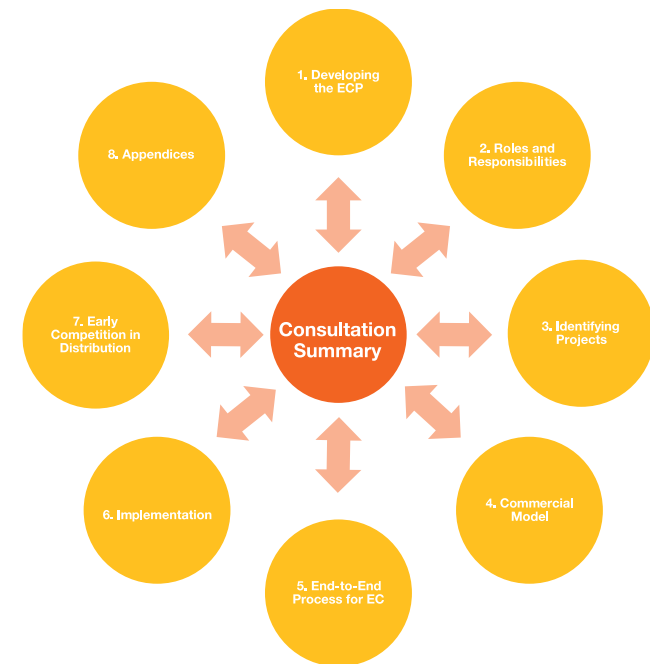 1. Developing
the ECP
2. Roles and
Responsibilities
3. Identifying
Projects
4. Commercial
Model
5. End-to-End
Process for EC
6. Implementation
7. Early
Competition in
Distribution
8. Appendices
Consultation
Summary